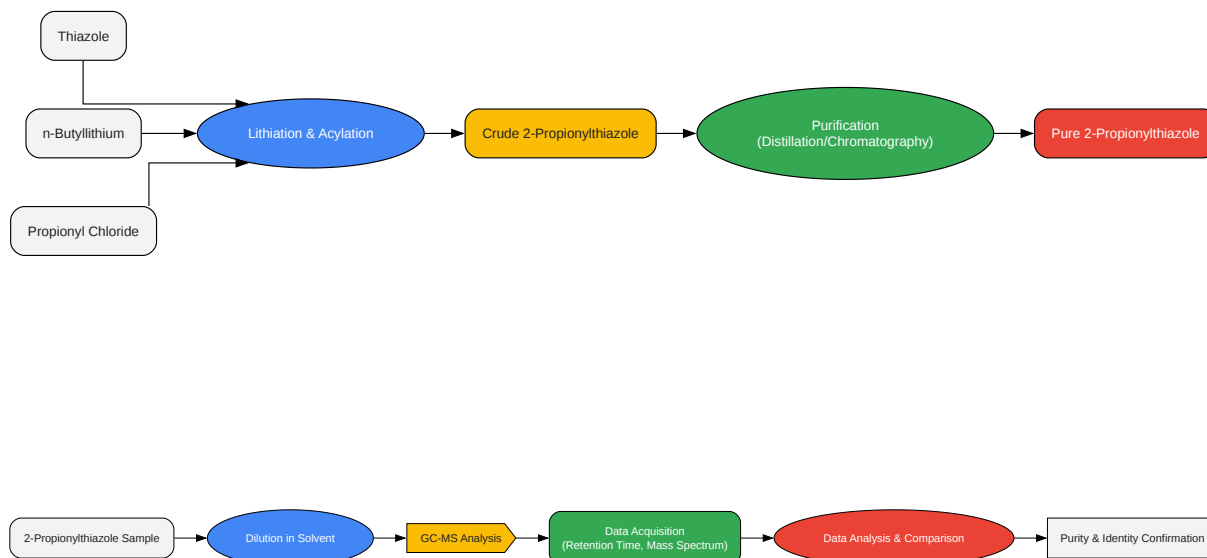 Thiazole
n-Butyllithium
Lithiation & Acylation
Crude 2-Propionylthiazole
Purification
(Distillation/Chromatography)
Pure 2-Propionylthiazole
Propionyl Chloride
2-Propionylthiazole Sample
Dilution in Solvent
GC-MS Analysis
Data Acquisition
(Retention Time, Mass Spectrum)
Data Analysis & Comparison
Purity & Identity Confirmation